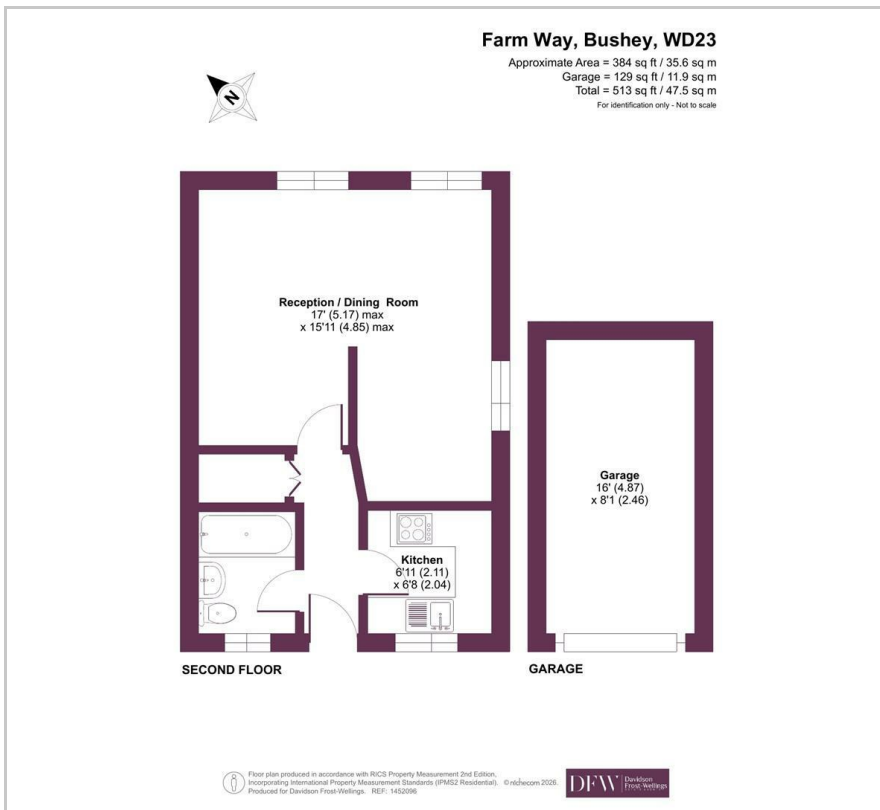 Farm Way, Bushey, WD23
Approximate Area = 384 sq ft / 35.6 sq m
Garage = 129 sq ft / 11.9 sq m
Total = 513 sq ft / 47.5 sq m
For identification only - Not to scale
N
Reception / Dining Room
17' (5.17) max
x 15'11 (4.85) max
Garage
16' (4.87)
x 8'1 (2.46)
Kitchen
6'11 (2.11)
x 6'8 (2.04)
SECOND FLOOR
GARAGE
Floor plan produced in accordance with RICS Property Measurement 2nd Edition,
Incorporating International Property Measurement Standards (IPMS2 Residential). ©ntchecom 2026.
Produced for Davidson Frost-Wellings. REF: 1452096
DFW
Davidson
Frost-Wellings